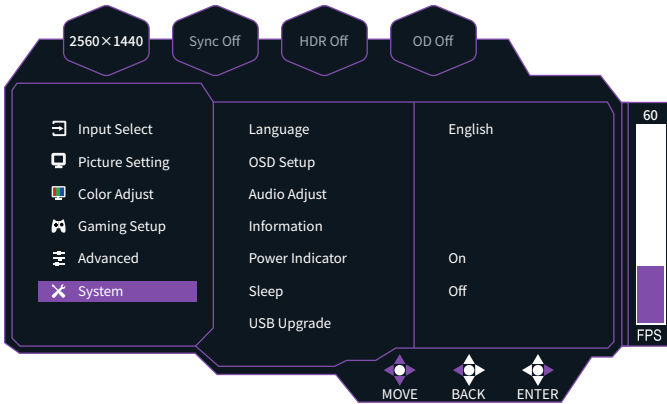 2560×1440
Sync Off
HDR Off
OD Off
60
Input Select
Language
English
Picture Setting
OSD Setup
Color Adjust
Audio Adjust
Gaming Setup
Information
Advanced
Power Indicator
On
System
Sleep
Off
USB Upgrade
FPS
MOVE
BACK
ENTER